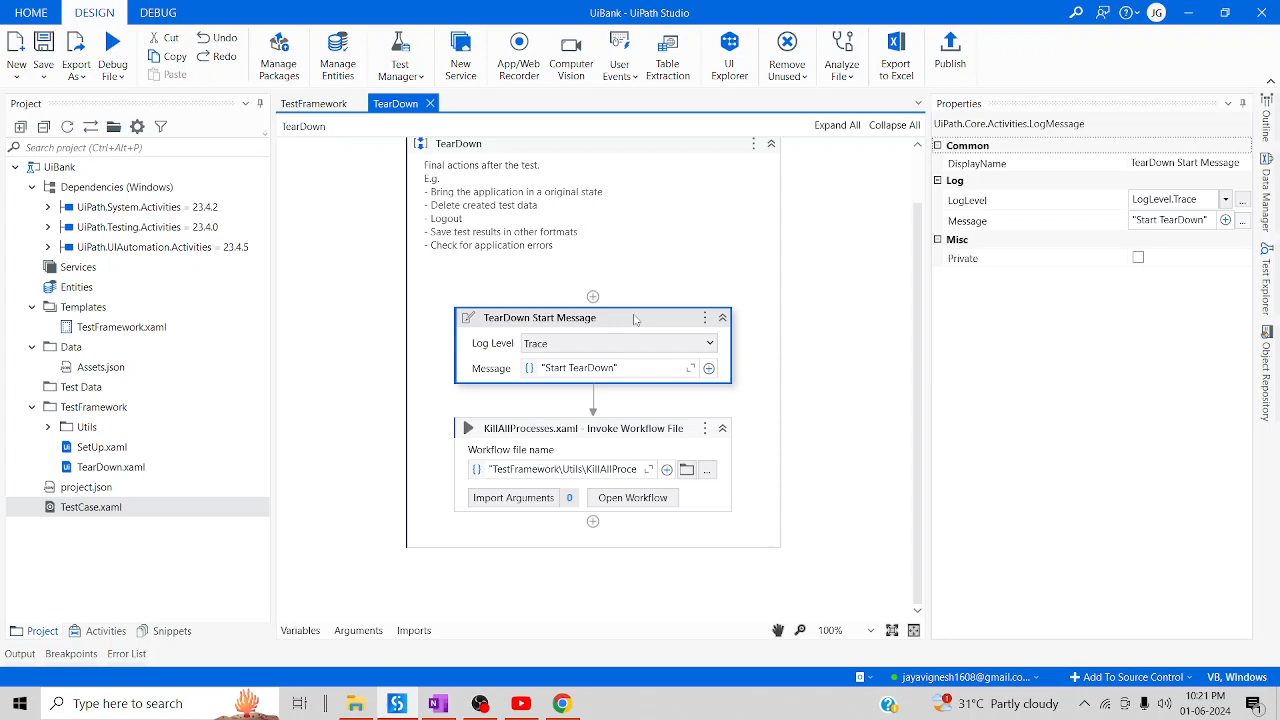 HOME
DESIGN
DEBUG
UiBank - UiPath Studio
JG
New
Save
Export As
Debug File
Cut
Copy
Paste
Undo
Redo
Manage Packages
Manage Entities
Test Manager
New Service
App/Web Recorder
Computer Vision
User Events
Table Extraction
UI Explorer
Remove Unused
Analyze File
Export to Excel
Publish
Project
Search project (Ctrl+Alt+P)
UiBank
Dependencies (Windows)
UiPath.System.Activities = 23.4.2
UiPath.Testing.Activities = 23.4.0
UiPath.UIAutomation.Activities = 23.4.5
Services
Entities
Templates
TestFramework.xaml
Data
Assets.json
Test Data
TestFramework
Utils
SetUp.xaml
TearDown.xaml
project.json
TestCase.xaml
Project
Activities
Snippets
TestFramework
TearDown
TearDown
Expand All
Collapse All
TearDown
Final actions after the test.
E.g.
- Bring the application in a original state
- Delete created test data
- Logout
- Save test results in other formats
- Check for application errors
TearDown Start Message
Log Level
Trace
Message
"Start TearDown"
KillAllProcesses.xaml - Invoke Workflow File
Workflow file name
"TestFramework\Utils\KillAllProce
...
Import Arguments
0
Open Workflow
Variables
Arguments
Imports
100%
Properties
UiPath.Core.Activities.LogMessage
Common
DisplayName
TearDown Start Message
Log
LogLevel
LogLevel.Trace
...
Message
"Start TearDown"
...
Misc
Private
Outline
Data Manager
Test Explorer
Object Repository
Output
Breakpoints
Error List
0
jayavignesh1608@gmail.co...
Add To Source Control
VB, Windows
Type here to search
31°C Partly cloudy
10:21 PM
01-06-2024